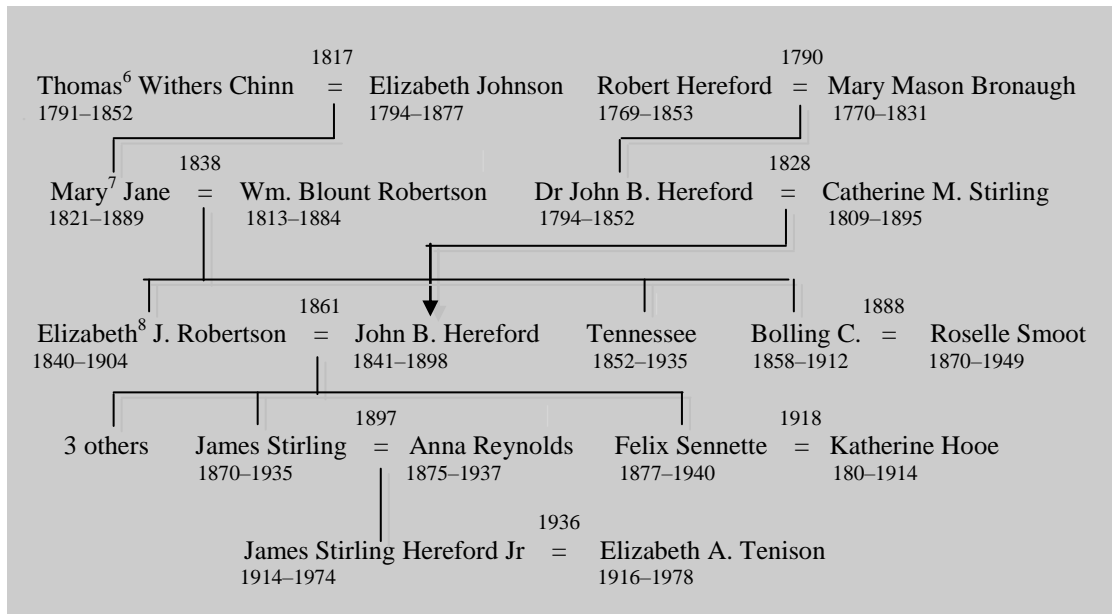 1817 1790
Thomas⁶ Withers Chinn = Elizabeth Johnson Robert Hereford = Mary Mason Bronaugh
1791–1852 1794–1877 1769–1853 1770–1831
1838 1828
Mary⁷ Jane = Wm. Blount Robertson Dr John B. Hereford = Catherine M. Stirling
1821–1889 1813–1884 1794–1852 1809–1895
1861 1888
Elizabeth⁸ J. Robertson = John B. Hereford Tennessee Bolling C. = Roselle Smoot
1840–1904 1841–1898 1852–1935 1858–1912 1870–1949
1897 1918
3 others James Stirling = Anna Reynolds Felix Sennette = Katherine Hooe
1870–1935 1875–1937 1877–1940 180–1914
1936
James Stirling Hereford Jr = Elizabeth A. Tenison
1914–1974 1916–1978